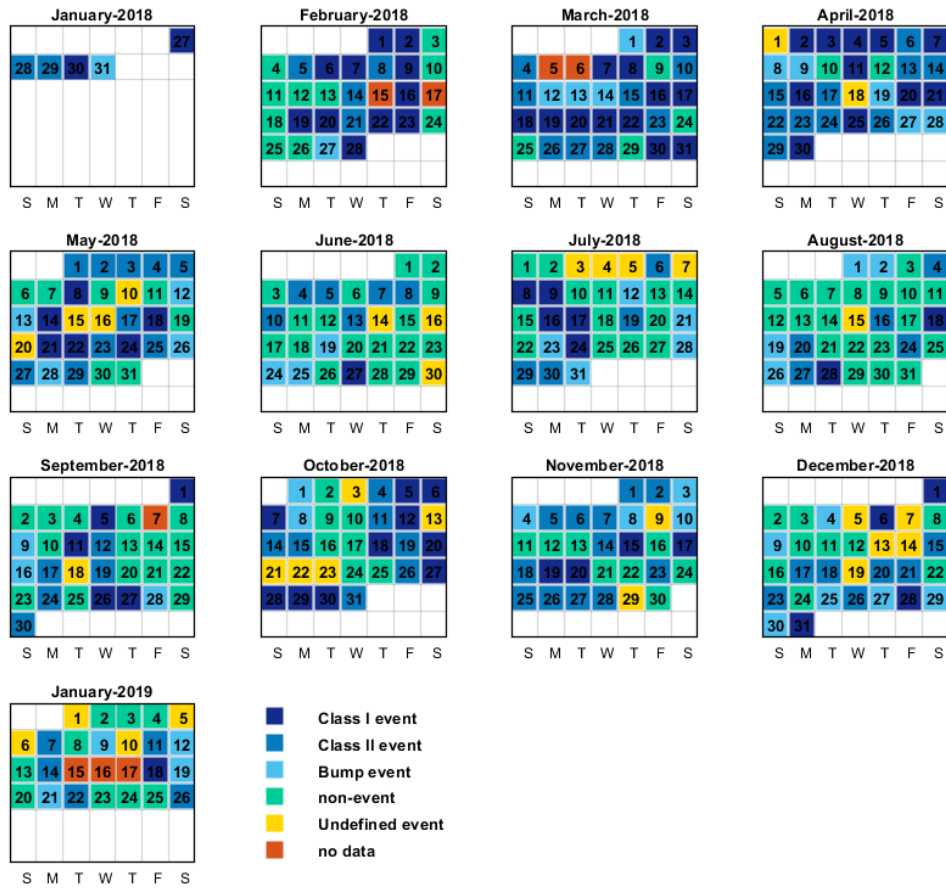 January-2018
27
28 29 30 31
S M T W T F S
February-2018
1 2 3
4 5 6 7 8 9 10
11 12 13 14 15 16 17
18 19 20 21 22 23 24
25 26 27 28
S M T W T F S
March-2018
1 2 3
4 5 6 7 8 9 10
11 12 13 14 15 16 17
18 19 20 21 22 23 24
25 26 27 28 29 30 31
S M T W T F S
April-2018
1 2 3 4 5 6 7
8 9 10 11 12 13 14
15 16 17 18 19 20 21
22 23 24 25 26 27 28
29 30
S M T W T F S
May-2018
1 2 3 4 5
6 7 8 9 10 11 12
13 14 15 16 17 18 19
20 21 22 23 24 25 26
27 28 29 30 31
S M T W T F S
June-2018
1 2
3 4 5 6 7 8 9
10 11 12 13 14 15 16
17 18 19 20 21 22 23
24 25 26 27 28 29 30
S M T W T F S
July-2018
1 2 3 4 5 6 7
8 9 10 11 12 13 14
15 16 17 18 19 20 21
22 23 24 25 26 27 28
29 30 31
S M T W T F S
August-2018
1 2 3 4
5 6 7 8 9 10 11
12 13 14 15 16 17 18
19 20 21 22 23 24 25
26 27 28 29 30 31
S M T W T F S
September-2018
1
2 3 4 5 6 7 8
9 10 11 12 13 14 15
16 17 18 19 20 21 22
23 24 25 26 27 28 29
30
S M T W T F S
October-2018
1 2 3 4 5 6
7 8 9 10 11 12 13
14 15 16 17 18 19 20
21 22 23 24 25 26 27
28 29 30 31
S M T W T F S
November-2018
1 2 3
4 5 6 7 8 9 10
11 12 13 14 15 16 17
18 19 20 21 22 23 24
25 26 27 28 29 30
S M T W T F S
December-2018
1
2 3 4 5 6 7 8
9 10 11 12 13 14 15
16 17 18 19 20 21 22
23 24 25 26 27 28 29
30 31
S M T W T F S
January-2019
1 2 3 4 5
6 7 8 9 10 11 12
13 14 15 16 17 18 19
20 21 22 23 24 25 26
S M T W T F S
Class I event
Class II event
Bump event
non-event
Undefined event
no data